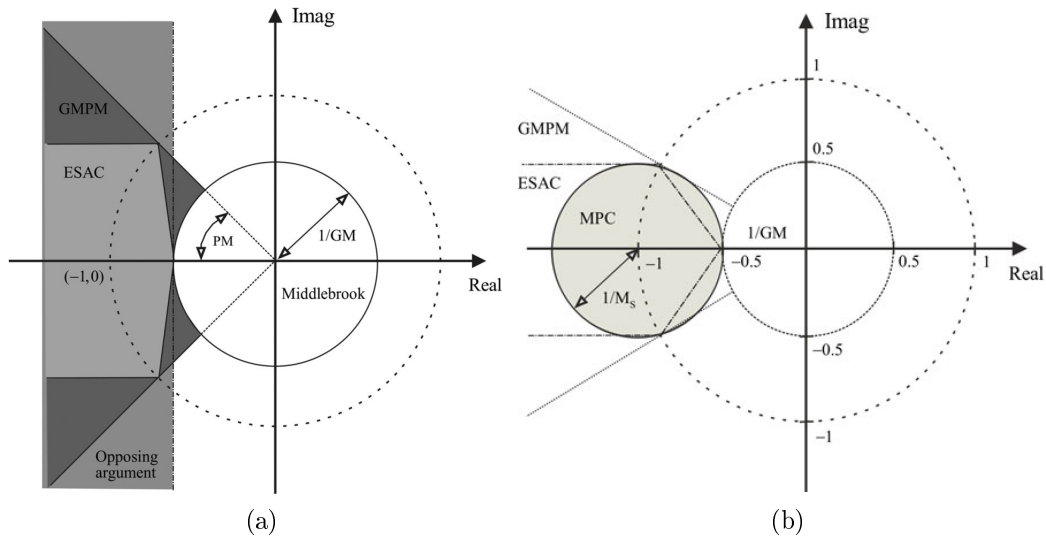 Imag
GMPM
ESAC
PM
1/GM
(−1, 0)
Real
Middlebrook
Opposing
argument
(a)
Imag
1
GMPM
0.5
ESAC
MPC
1/GM
−1
−0.5
0.5
1
Real
1/Ms
−0.5
−1
(b)